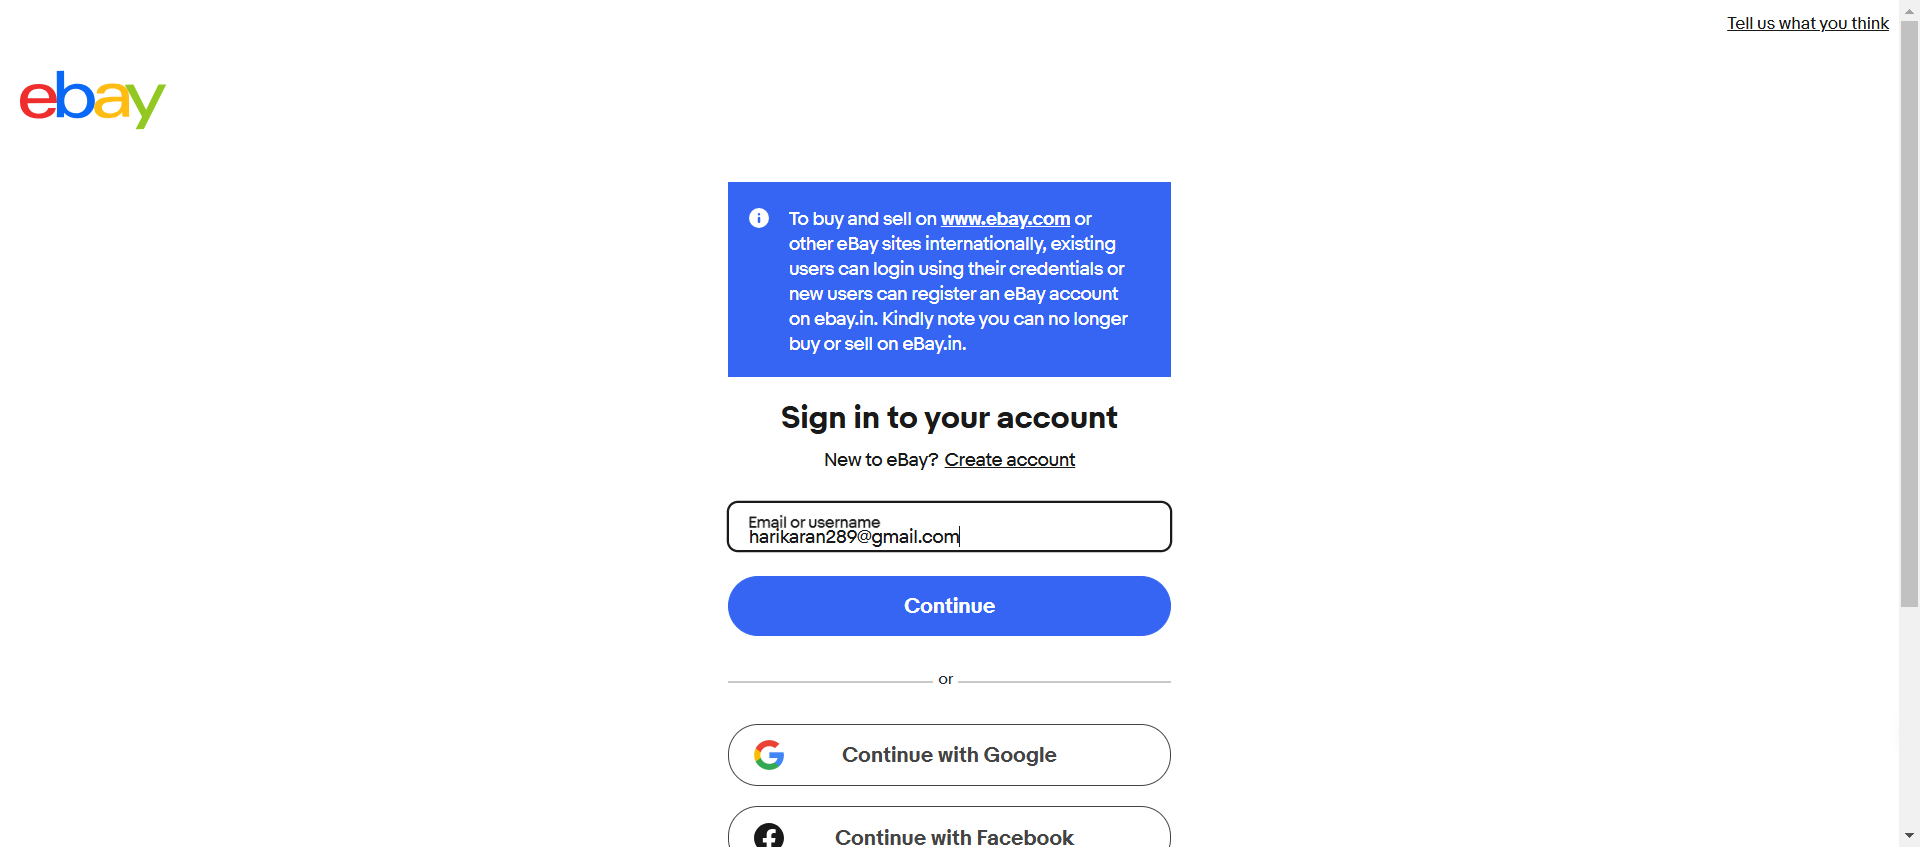 Tell us what you think
ebay
To buy and sell on www.ebay.com or
other eBay sites internationally, existing
users can login using their credentials or
new users can register an eBay account
on ebay.in. Kindly note you can no longer
buy or sell on eBay.in.
Sign in to your account
New to eBay? Create account
Email or username
harikaran289@gmail.com
Continue
or
Continue with Google
Continue with Facebook